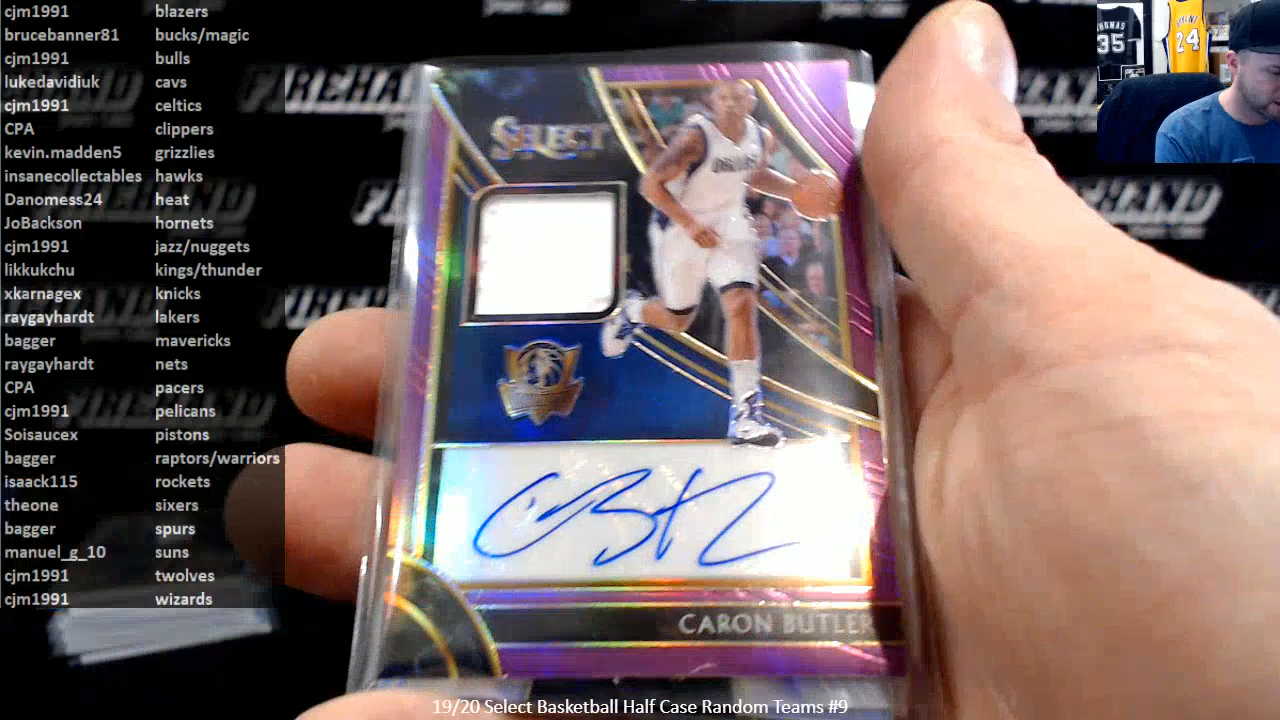 cjm1991 blazers
brucebanner81 bucks/magic
cjm1991 bulls
lukedavidiuk cavs
cjm1991 celtics
CPA clippers
kevin.madden5 grizzlies
insanecollectables hawks
Danomess24 heat
JoBackson hornets
cjm1991 jazz/nuggets
likkukchu kings/thunder
xkarnagex knicks
raygayhardt lakers
bagger mavericks
raygayhardt nets
CPA pacers
cjm1991 pelicans
Soisaucex pistons
bagger raptors/warriors
isaack115 rockets
theone sixers
bagger spurs
manuel_g_10 suns
cjm1991 twolves
cjm1991 wizards
SELECT
CARON BUTLER
35
24
FIREHAND
19/20 Select Basketball Half Case Random Teams #9